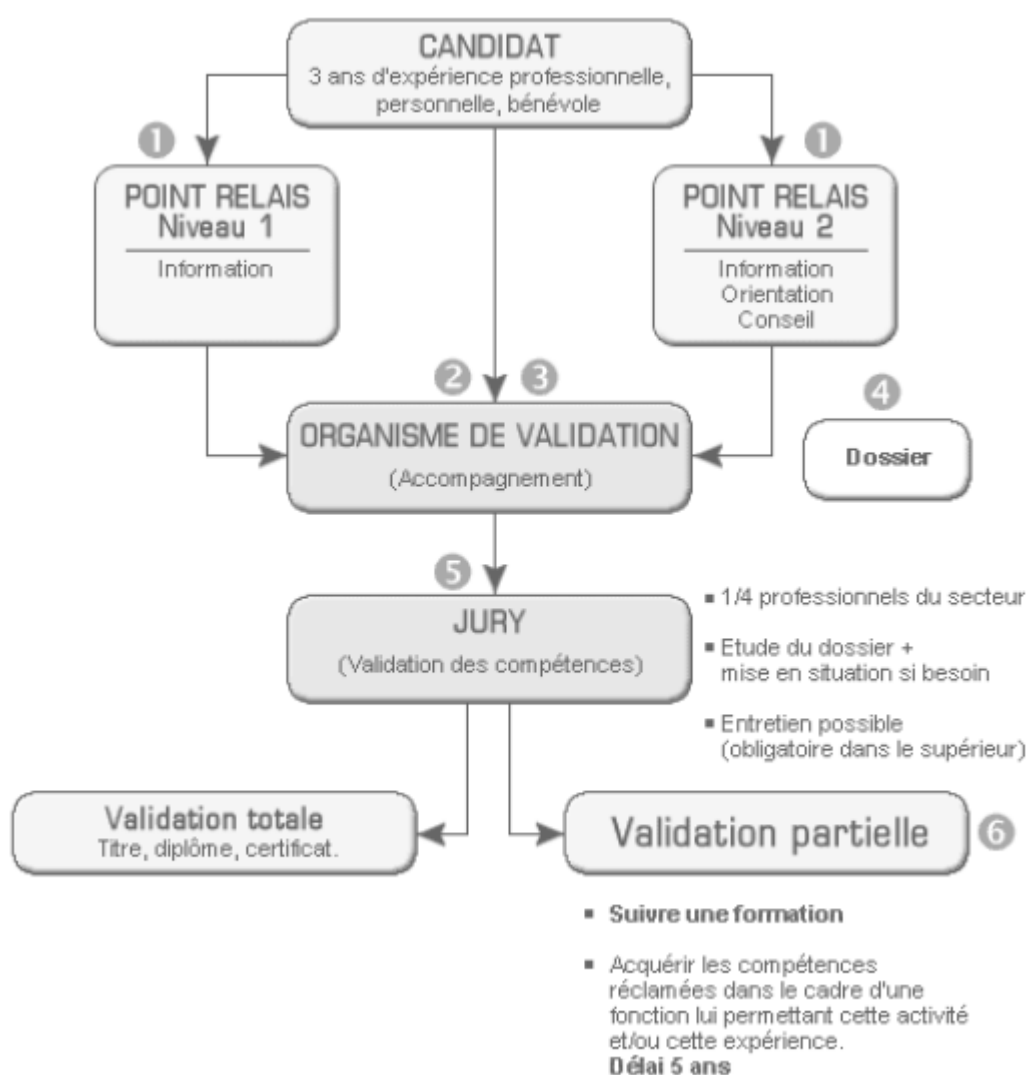 CANDIDAT
3 ans d'expérience professionnelle,
personnelle, bénévole
1
1
POINT RELAIS
Niveau 1
Information
POINT RELAIS
Niveau 2
Information
Orientation
Conseil
2
3
4
ORGANISME DE VALIDATION
(Accompagnement)
Dossier
5
JURY
(Validation des compétences)
▪ 1/4 professionnels du secteur
▪ Etude du dossier +
mise en situation si besoin
▪ Entretien possible
(obligatoire dans le supérieur)
Validation totale
Titre, diplôme, certificat.
Validation partielle
6
▪ Suivre une formation
▪ Acquérir les compétences
réclamées dans le cadre d'une
fonction lui permettant cette activité
et/ou cette expérience.
Délai 5 ans